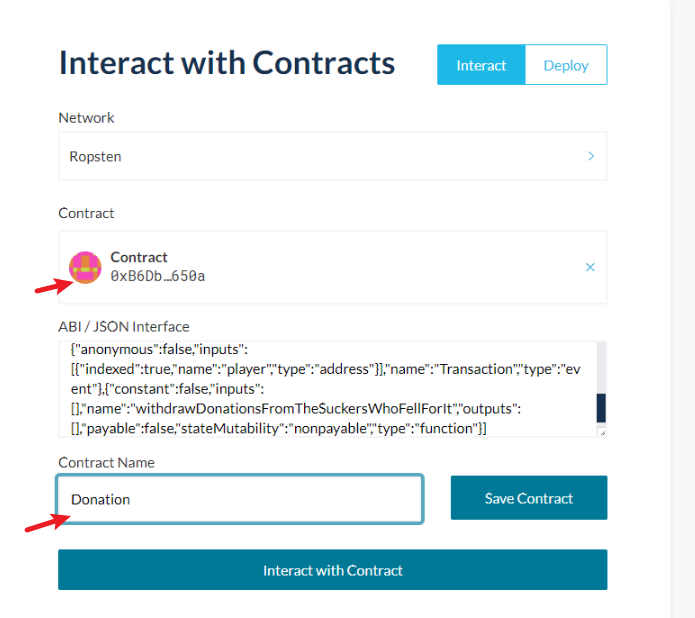 Interact with Contracts
Interact
Deploy
Network
Ropsten
Contract
Contract
0xB6Db…650a
ABI / JSON Interface
{"anonymous":false,"inputs":
[{"indexed":true,"name":"player","type":"address"}],"name":"Transaction","type":"ev
ent"},{"constant":false,"inputs":
[],"name":"withdrawDonationsFromTheSuckersWhoFellForIt","outputs":
[],"payable":false,"stateMutability":"nonpayable","type":"function"}]
Contract Name
Donation
Save Contract
Interact with Contract